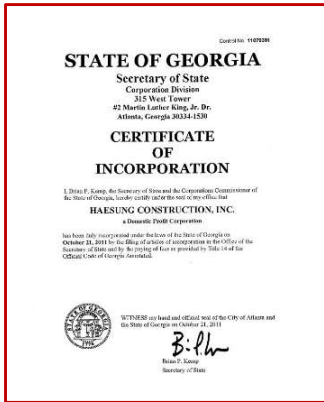 Control No. 11078386
STATE OF GEORGIA
Secretary of State
Corporation Division
315 West Tower
#2 Martin Luther King, Jr. Dr.
Atlanta, Georgia 30334-1530
CERTIFICATE
OF
INCORPORATION
I, Brian P. Kemp, the Secretary of State and the Corporations Commissioner of
the State of Georgia, hereby certify under the seal of my office that
HAESUNG CONSTRUCTION, INC.
a Domestic Profit Corporation
has been duly incorporated under the laws of the State of Georgia on
October 21, 2011 by the filing of articles of incorporation in the Office of the
Secretary of State and by the paying of fees as provided by Title 14 of the
Official Code of Georgia Annotated.
WITNESS my hand and official seal of the City of Atlanta and
the State of Georgia on October 21, 2011
Brian P. Kemp
Secretary of State